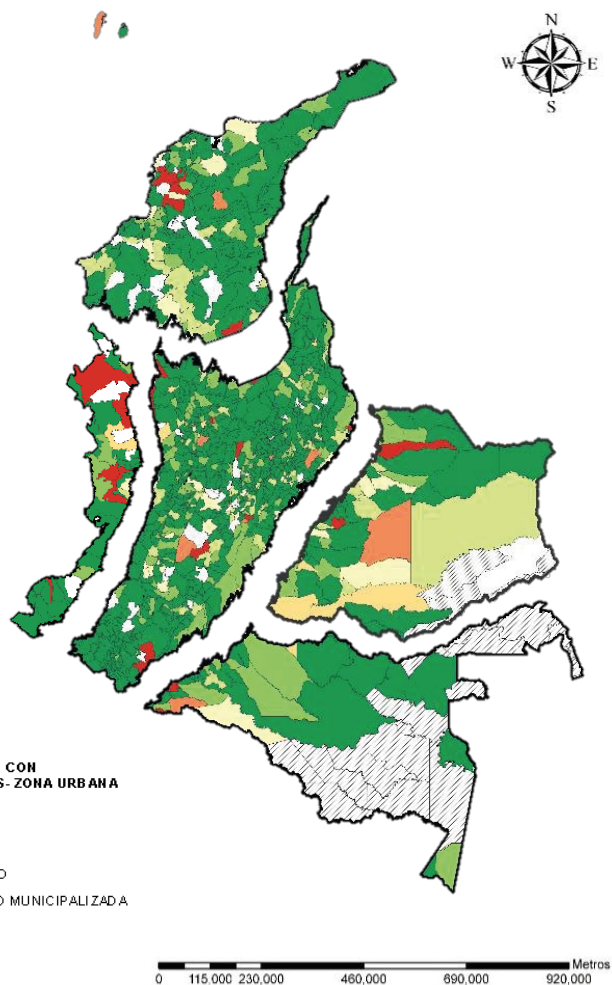 N
W E
S
CON
S- ZONA URBANA
O
O MUNICIPALIZADA
Metros
0 115.000 230,000 460,000 690,000 920,000